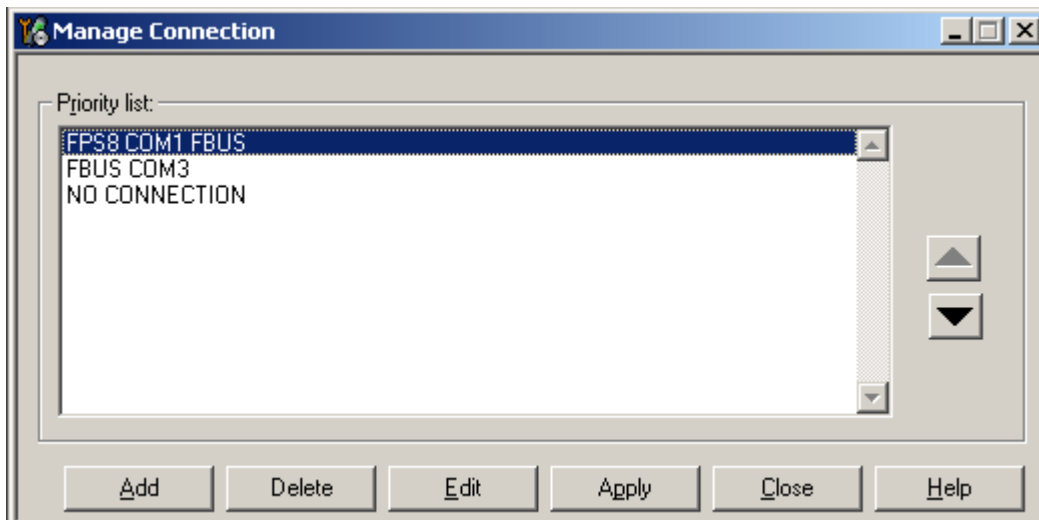 Manage Connection
Priority list:
FPS8 COM1 FBUS
FBUS COM3
NO CONNECTION
Add Delete Edit Apply Close Help